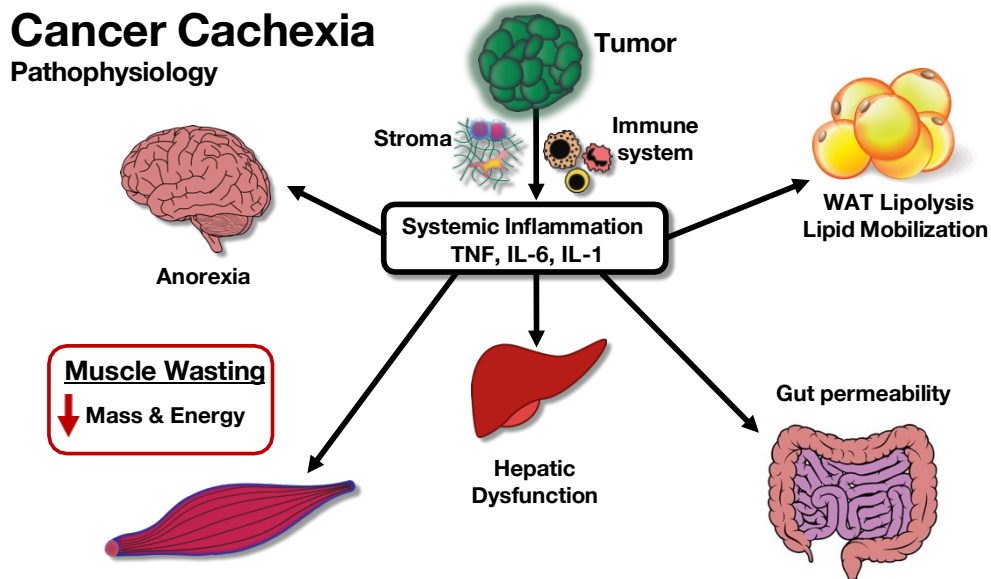 Cancer Cachexia
Pathophysiology
Tumor
Stroma
Immune
system
Systemic Inflammation
TNF, IL-6, IL-1
Anorexia
WAT Lipolysis
Lipid Mobilization
Muscle Wasting
Mass & Energy
Hepatic
Dysfunction
Gut permeability